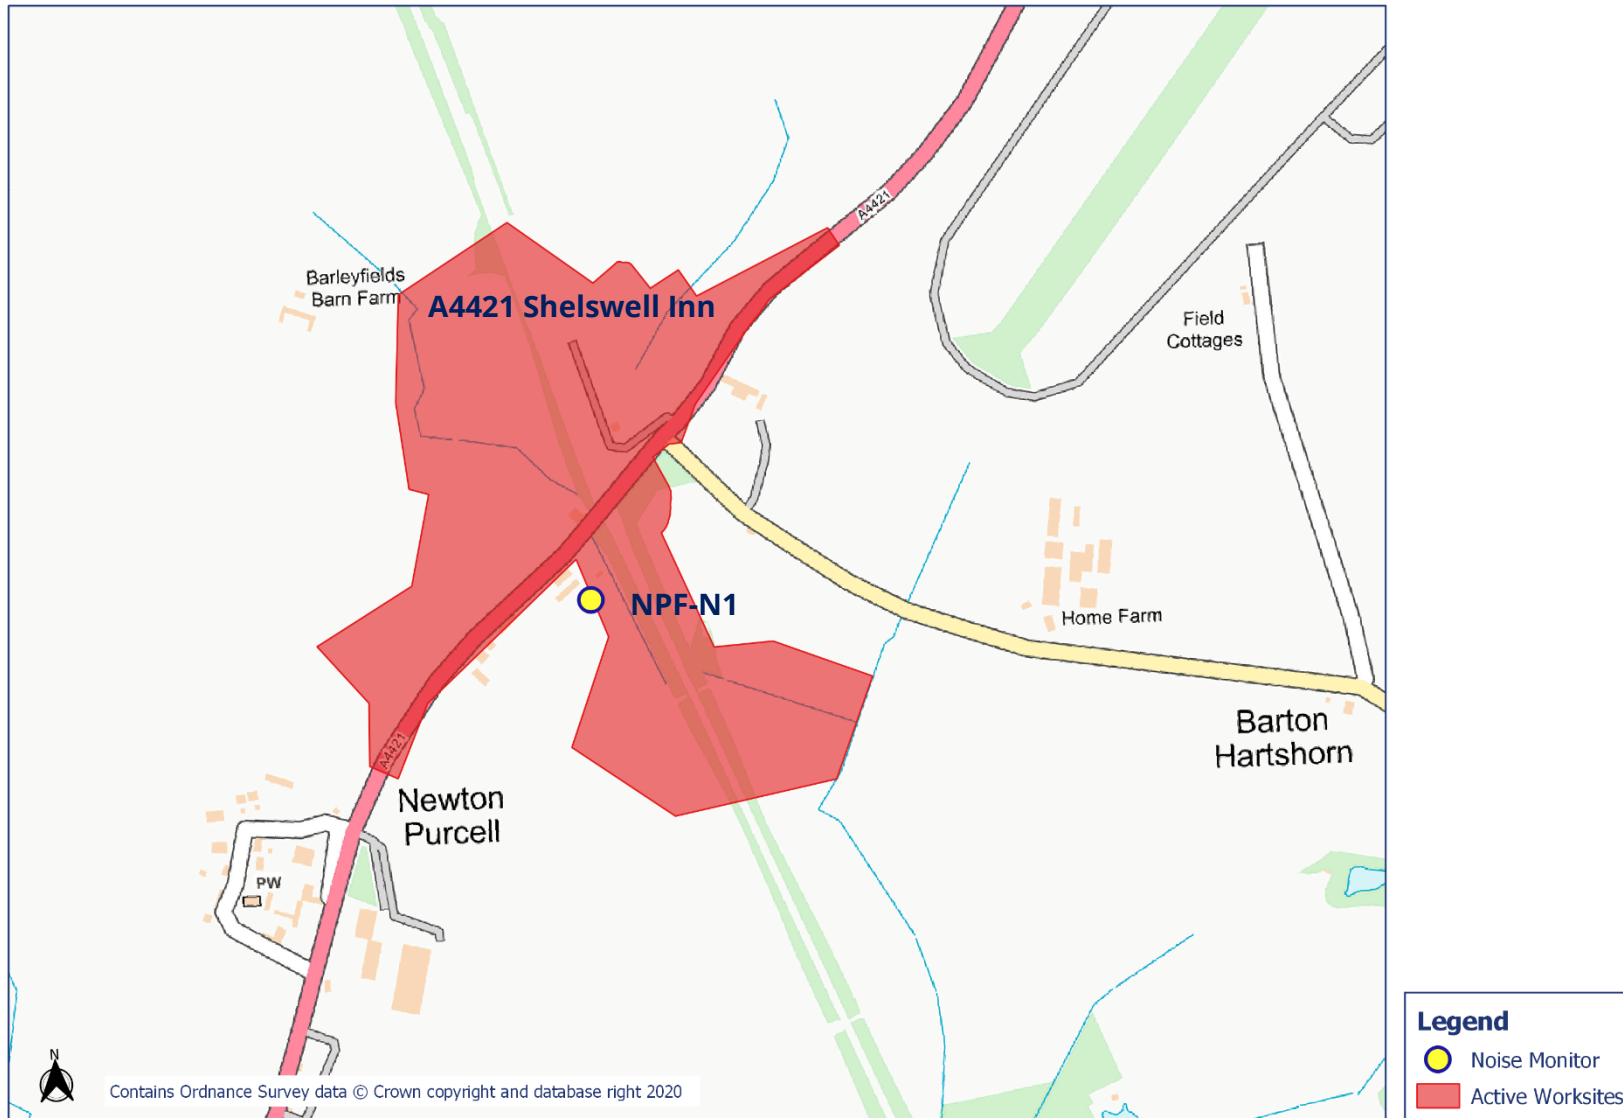 A4421
Barleyfields
Barn Farm
A4421 Shelswell Inn
Field
Cottages
NPF-N1
Home Farm
Barton
Hartshorn
A4421
Newton
Purcell
PW
N
Contains Ordnance Survey data © Crown copyright and database right 2020
Legend
Noise Monitor
Active Worksites